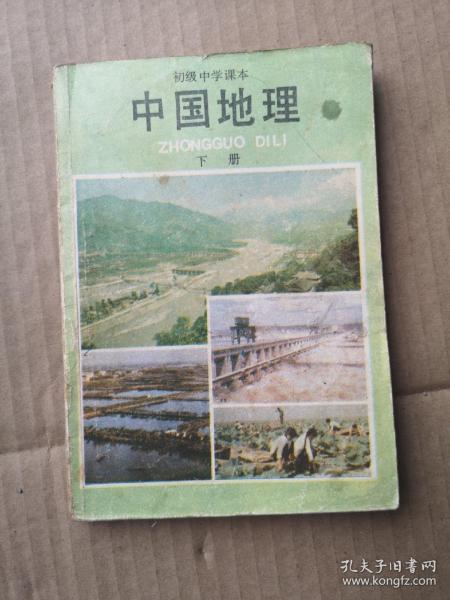 初级中学课本
中国地理
ZHONGGUO DILI
下册
孔夫子旧书网
www.kongfz.com